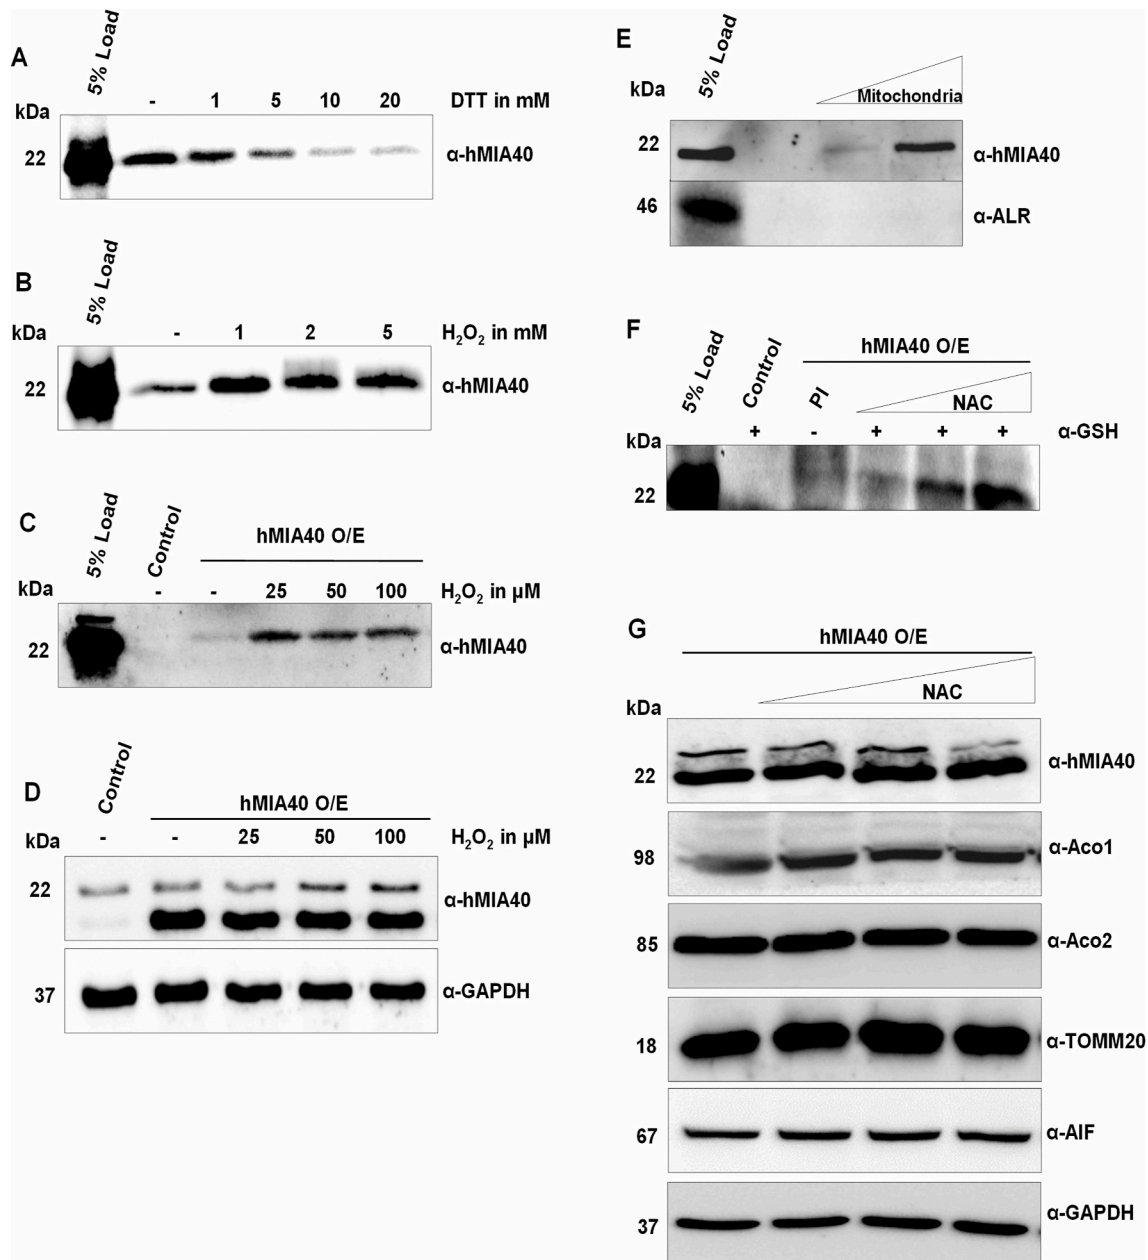 A
5% Load
kDa
- 1 5 10 20 DTT in mM
22
α-hMIA40
B
5% Load
kDa
- 1 2 5 H₂O₂ in mM
22
α-hMIA40
C
5% Load
Control
hMIA40 O/E
kDa
- - 25 50 100 H₂O₂ in µM
22
α-hMIA40
D
Control
hMIA40 O/E
kDa
- - 25 50 100 H₂O₂ in µM
22
α-hMIA40
37
α-GAPDH
E
5% Load
kDa
Mitochondria
22
α-hMIA40
46
α-ALR
F
5% Load
Control
hMIA40 O/E
PI
NAC
+ - + + + α-GSH
kDa
22
G
hMIA40 O/E
NAC
kDa
22
α-hMIA40
98
α-Aco1
85
α-Aco2
18
α-TOMM20
67
α-AIF
37
α-GAPDH